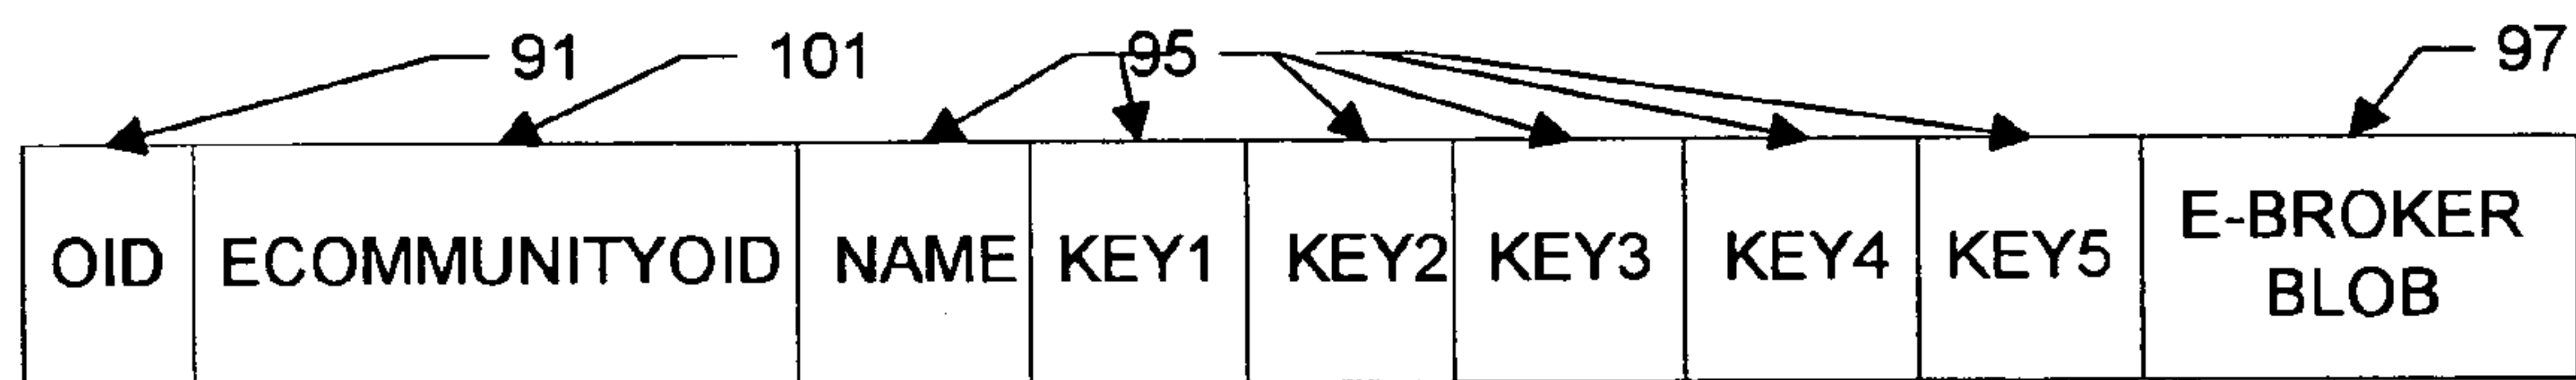 91 101 95 97
OID ECOMMUNITYOID NAME KEY1 KEY2 KEY3 KEY4 KEY5 E-BROKER
BLOB